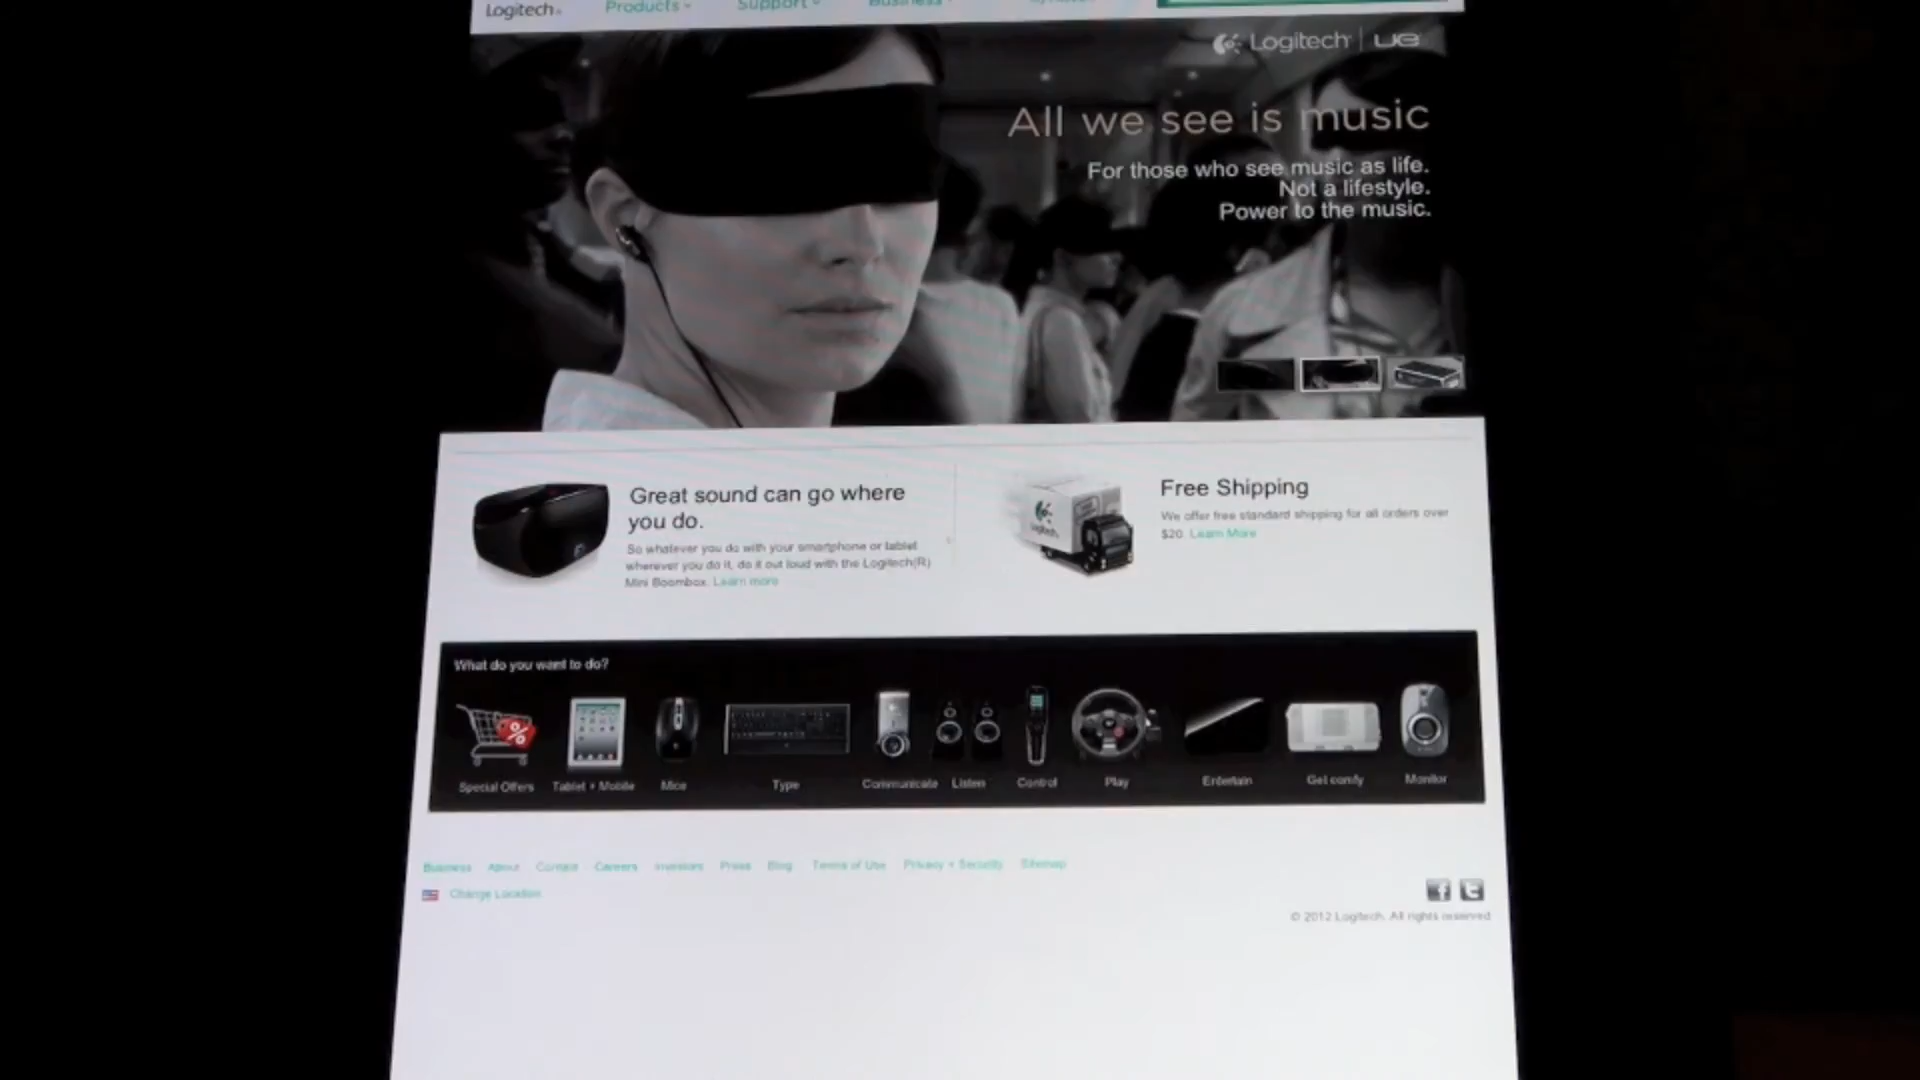 Logitech
Products
Support
Business
Logitech | UE
All we see is music
For those who see music as life.
Not a lifestyle.
Power to the music.
Great sound can go where
you do.
So whatever you do with your smartphone or tablet
wherever you do it, do it out loud with the Logitech(R)
Mini Boombox. Learn more
Free Shipping
We offer free standard shipping for all orders over
$20. Learn More
Logitech
What do you want to do?
Special Offers
Tablet + Mobile
Mice
Type
Communicate
Listen
Control
Play
Entertain
Get comfy
Monitor
Business About Contact Careers Investors Press Blog Terms of Use Privacy + Security Sitemap
Change Location
© 2012 Logitech. All rights reserved